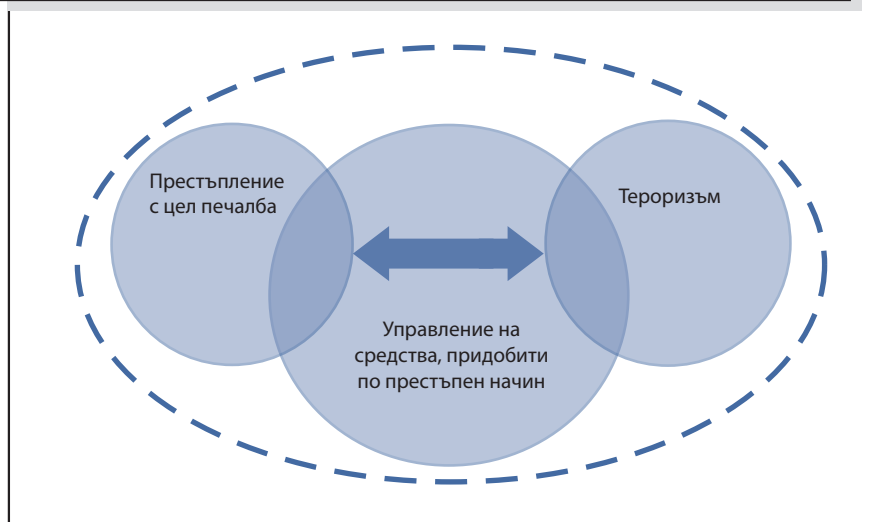 Престъпление
с цел печалба
Тероризъм
Управление на
средства, придобити
по престъпен начин